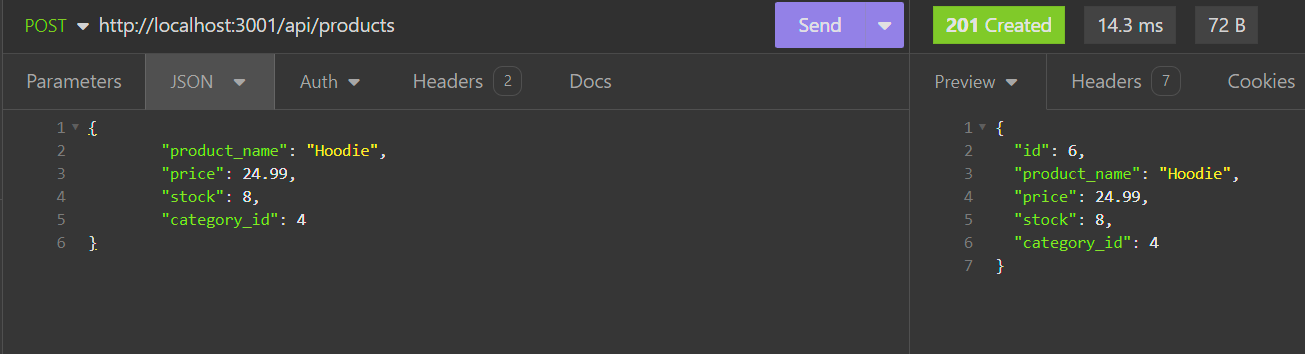 POST http://localhost:3001/api/products Send 201 Created 14.3 ms 72 B
Parameters JSON Auth Headers 2 Docs Preview Headers 7 Cookies
1 {
2 "product_name": "Hoodie",
3 "price": 24.99,
4 "stock": 8,
5 "category_id": 4
6 }
1 {
2 "id": 6,
3 "product_name": "Hoodie",
4 "price": 24.99,
5 "stock": 8,
6 "category_id": 4
7 }